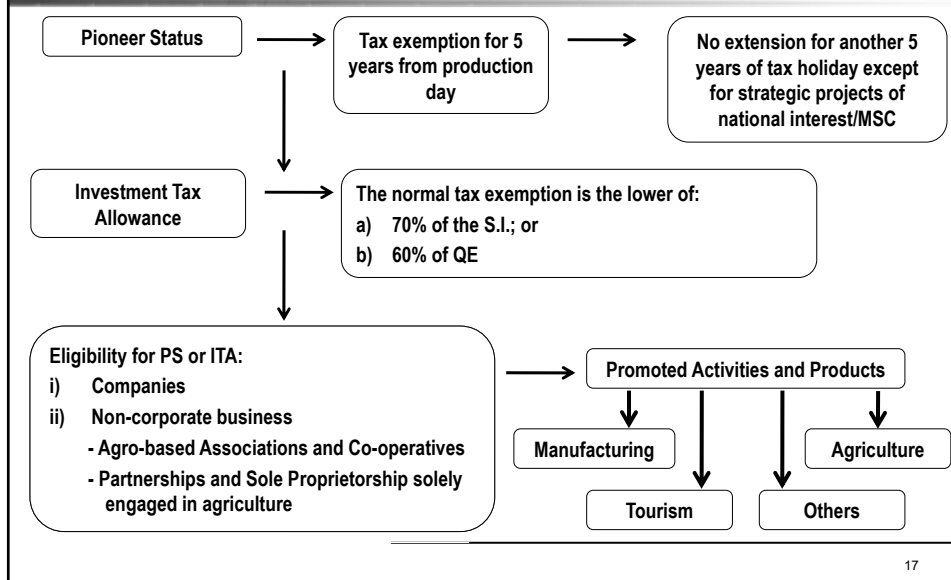 Pioneer Status
Tax exemption for 5
years from production
day
No extension for another 5
years of tax holiday except
for strategic projects of
national interest/MSC
Investment Tax
Allowance
The normal tax exemption is the lower of:
a) 70% of the S.I.; or
b) 60% of QE
Eligibility for PS or ITA:
i) Companies
ii) Non-corporate business
- Agro-based Associations and Co-operatives
- Partnerships and Sole Proprietorship solely
engaged in agriculture
Promoted Activities and Products
Manufacturing
Agriculture
Tourism
Others
17